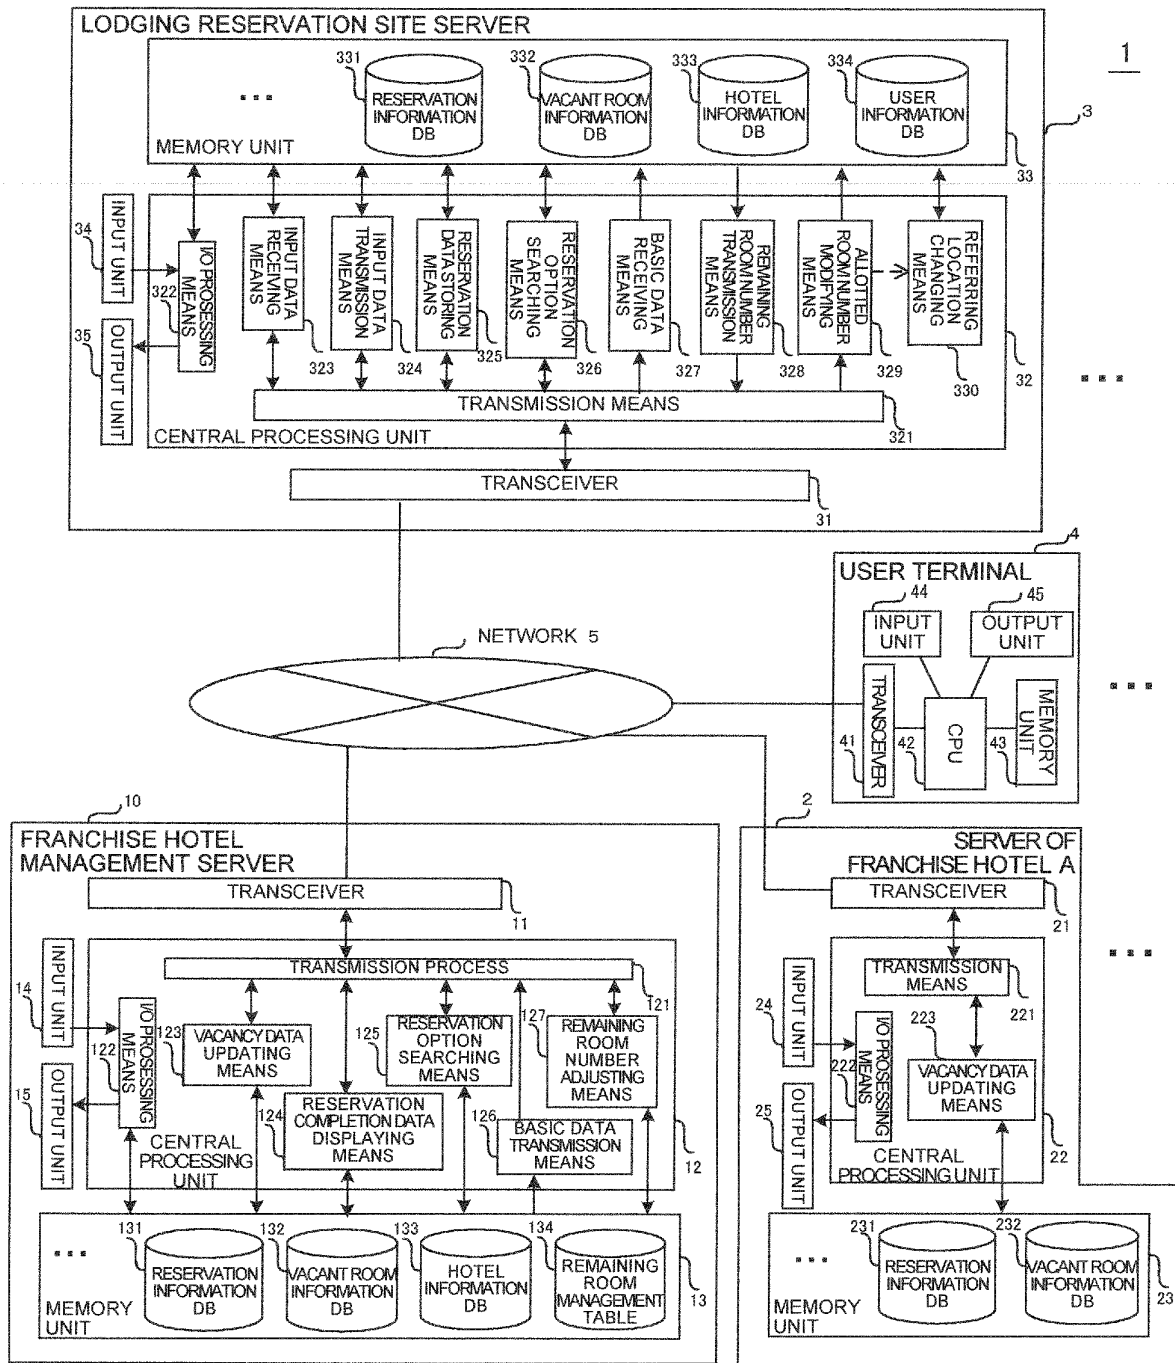 LODGING RESERVATION SITE SERVER
1
331
332
333
334
RESERVATION
INFORMATION
DB
VACANT ROOM
INFORMATION
DB
HOTEL
INFORMATION
DB
USER
INFORMATION
DB
MEMORY UNIT
33
3
34
INPUT UNIT
35
OUTPUT UNIT
322
I/O PROSESSING
MEANS
INPUT DATA
RECEIVING
MEANS
323
INPUT DATA
TRANSMISSION
MEANS
324
RESERVATION
DATA STORING
MEANS
325
RESERVATION
OPTION
SEARCHING
MEANS
326
BASIC DATA
RECEIVING
MEANS
327
REMAINING
ROOM NUMBER
TRANSMISSION
MEANS
328
ALLOTTED
ROOM NUMBER
MODIFYING
MEANS
329
REFERRING
LOCATION
CHANGING
MEANS
330
32
TRANSMISSION MEANS
321
CENTRAL PROCESSING UNIT
TRANSCEIVER
31
4
USER TERMINAL
44
45
INPUT
UNIT
OUTPUT
UNIT
TRANSCEIVER
41
CPU
42
MEMORY
UNIT
43
NETWORK 5
10
FRANCHISE HOTEL
MANAGEMENT SERVER
TRANSCEIVER
11
TRANSMISSION PROCESS
121
14
INPUT UNIT
15
OUTPUT UNIT
122
I/O PROSESSING
MEANS
123
VACANCY DATA
UPDATING
MEANS
124
RESERVATION
COMPLETION DATA
DISPLAYING
MEANS
125
RESERVATION
OPTION
SEARCHING
MEANS
126
BASIC DATA
TRANSMISSION
MEANS
127
REMAINING
ROOM
NUMBER
ADJUSTING
MEANS
CENTRAL
PROCESSING
UNIT
12
131
132
133
134
RESERVATION
INFORMATION
DB
VACANT ROOM
INFORMATION
DB
HOTEL
INFORMATION
DB
REMAINING
ROOM
MANAGEMENT
TABLE
MEMORY
UNIT
13
2
SERVER OF
FRANCHISE HOTEL A
TRANSCEIVER
21
TRANSMISSION
MEANS
221
24
INPUT UNIT
25
OUTPUT UNIT
222
I/O PROSESSING
MEANS
223
VACANCY DATA
UPDATING
MEANS
CENTRAL
PROCESSING UNIT
22
231
232
RESERVATION
INFORMATION
DB
VACANT ROOM
INFORMATION
DB
MEMORY
UNIT
23